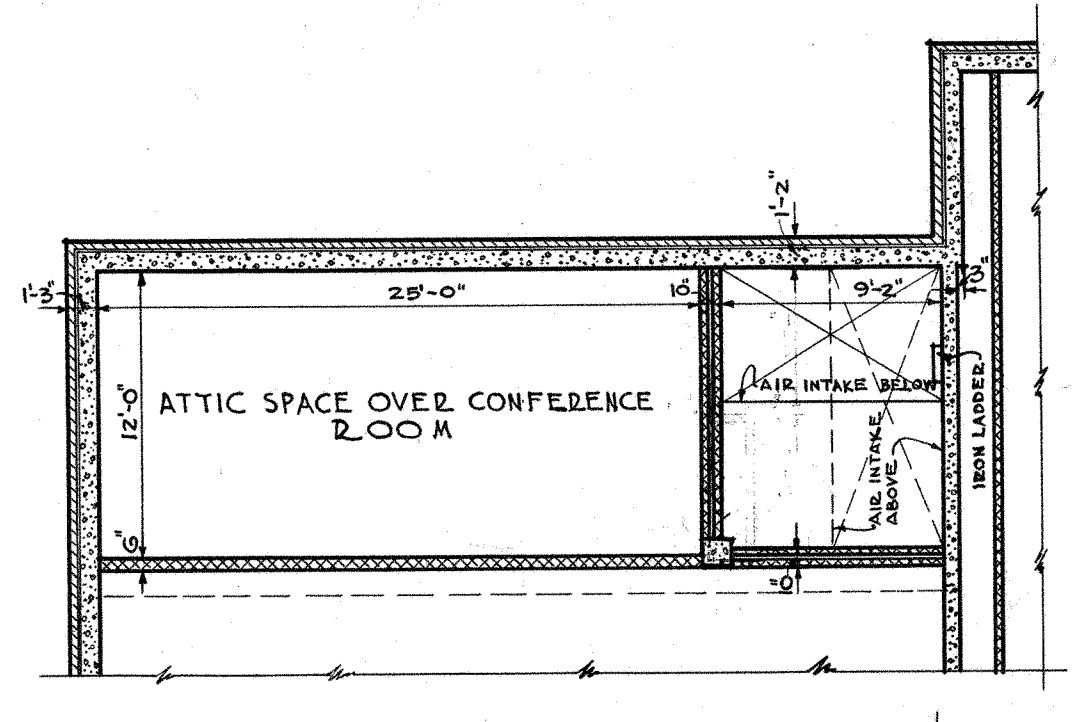 1'-2"
1'-3"
25'-0"
10"
9'-2"
3"
12'-0"
ATTIC SPACE OVER CONFERENCE
ROOM
AIR INTAKE BELOW
AIR INTAKE
ABOVE
IRON LADDER
6"
10"